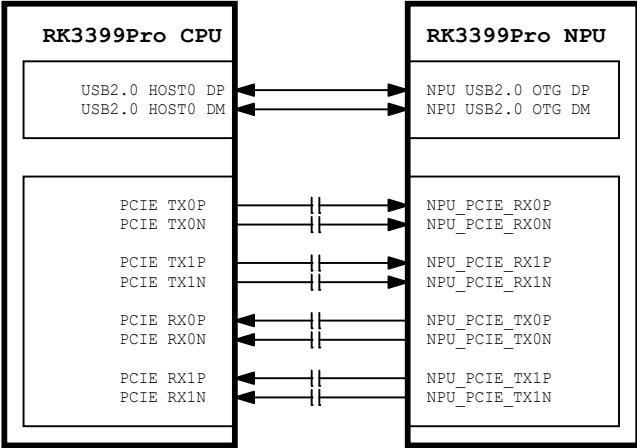 RK3399Pro CPU
RK3399Pro NPU
USB2.0 HOST0 DP
NPU USB2.0 OTG DP
USB2.0 HOST0 DM
NPU USB2.0 OTG DM
PCIE TX0P
NPU_PCIE_RX0P
PCIE TX0N
NPU_PCIE_RX0N
PCIE TX1P
NPU_PCIE_RX1P
PCIE TX1N
NPU_PCIE_RX1N
PCIE RX0P
NPU_PCIE_TX0P
PCIE RX0N
NPU_PCIE_TX0N
PCIE RX1P
NPU_PCIE_TX1P
PCIE RX1N
NPU_PCIE_TX1N